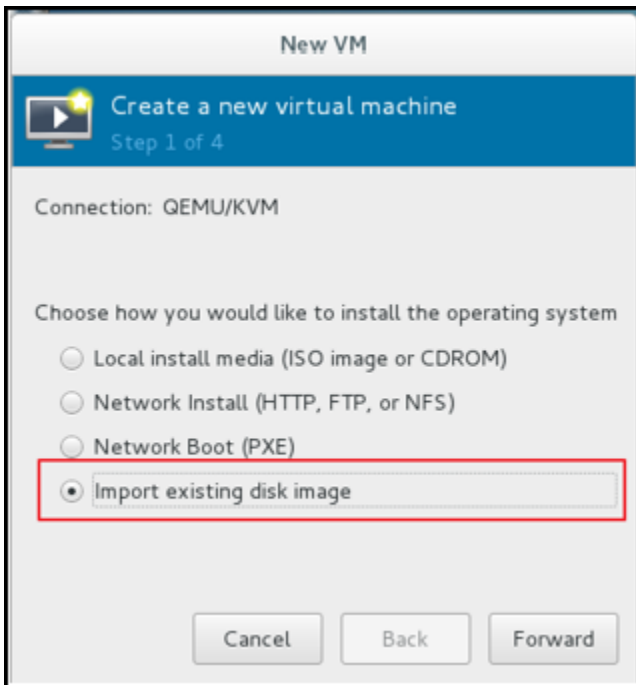 New VM
Create a new virtual machine
Step 1 of 4
Connection: QEMU/KVM
Choose how you would like to install the operating system
Local install media (ISO image or CDROM)
Network Install (HTTP, FTP, or NFS)
Network Boot (PXE)
Import existing disk image
Cancel
Back
Forward